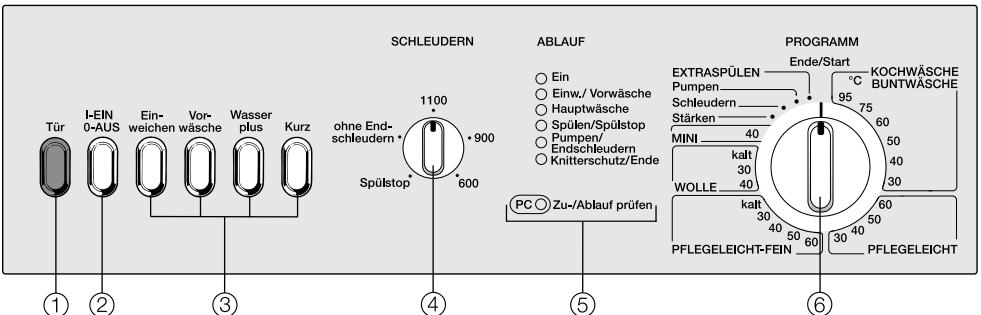 SCHLEUDERN
ABLAUF
PROGRAMM
Tür
I-EIN
0-AUS
Ein-
weichen
Vor-
wäsche
Wasser
plus
Kurz
1100
ohne End-
schleudern
900
Spülstop
600
Ein
Einw./ Vorwäsche
Hauptwäsche
Spülen/Spülstop
Pumpen/
Endschleudern
Knitterschutz/Ende
PC Zu-/Ablauf prüfen
Ende/Start
EXTRASPÜLEN
Pumpen
Schleudern
Stärken
°C
KOCHWÄSCHE
BUNTWÄSCHE
95
75
60
50
40
30
MINI
40
kalt
30
40
WOLLE
kalt
30
40
50
60
PFLEGELEICHT-FEIN
60
50
40
30
PFLEGELEICHT
1
2
3
4
5
6